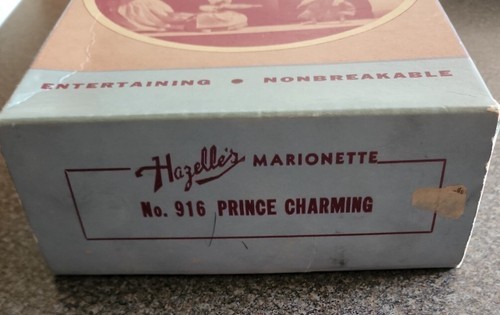 ENTERTAINING • NONBREAKABLE
Hazelle's MARIONETTE
No. 916 PRINCE CHARMING